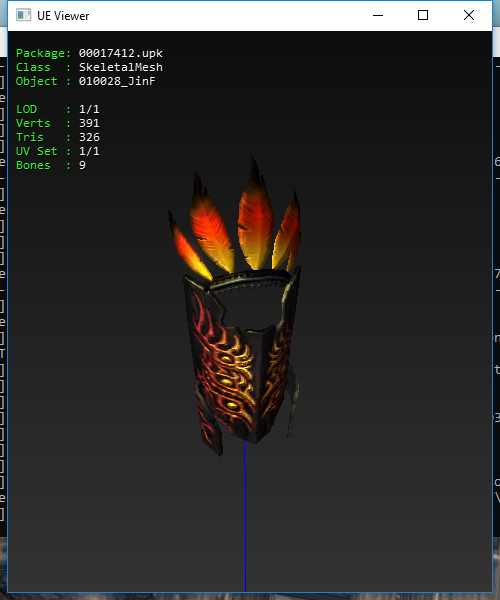 UE Viewer
Package: 00017412.upk
Class : SkeletalMesh
Object : 010028_JinF
LOD : 1/1
Verts : 391
Tris : 326
UV Set : 1/1
Bones : 9